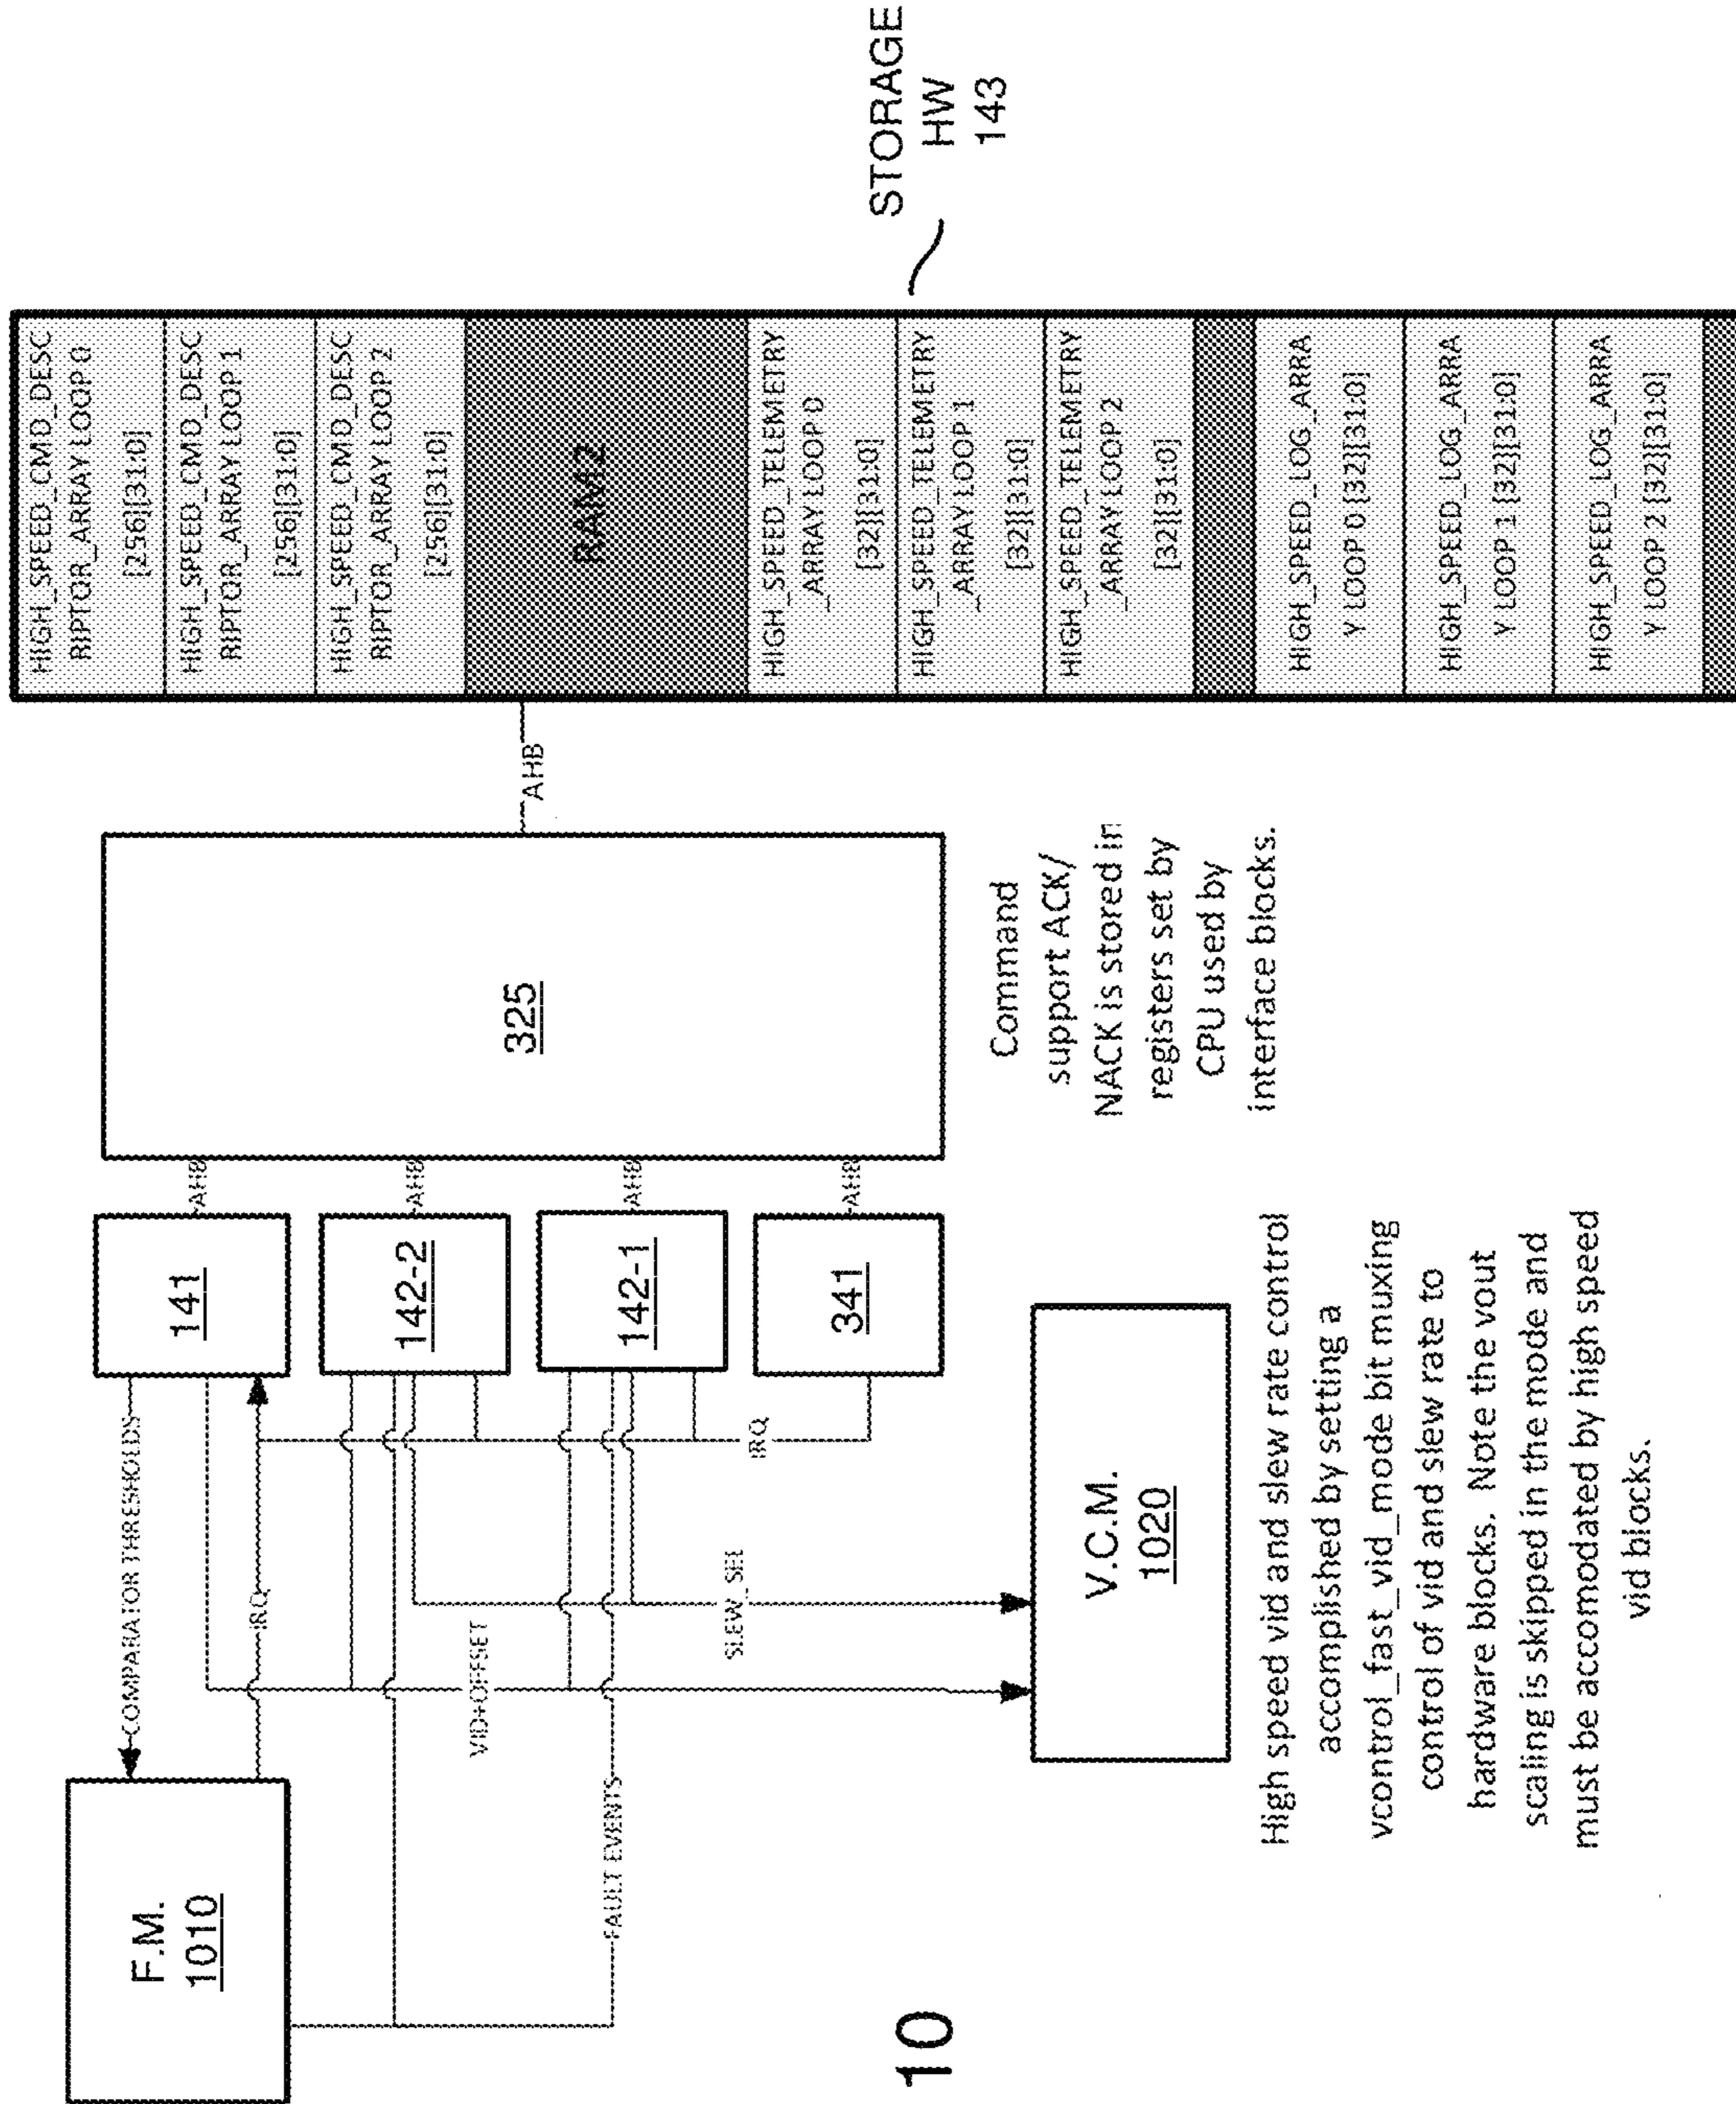 F.M.
1010
COMPARATOR THRESHOLDS
IRQ
VID+OFFSET
FAULT EVENTS
SLEW_SEL
IRQ
141
142-2
142-1
341
AHB
AHB
AHB
AHB
325
AHB
V.C.M.
1020
HIGH_SPEED_CMD_DESC
RIPTOR_ARRAY LOOP 0
[256][31:0]
HIGH_SPEED_CMD_DESC
RIPTOR_ARRAY LOOP 1
[256][31:0]
HIGH_SPEED_CMD_DESC
RIPTOR_ARRAY LOOP 2
[256][31:0]
RAM2
HIGH_SPEED_TELEMETRY
_ARRAY LOOP 0
[32][31:0]
HIGH_SPEED_TELEMETRY
_ARRAY LOOP 1
[32][31:0]
HIGH_SPEED_TELEMETRY
_ARRAY LOOP 2
[32][31:0]
HIGH_SPEED_LOG_ARRA
Y LOOP 0 [32][31:0]
HIGH_SPEED_LOG_ARRA
Y LOOP 1 [32][31:0]
HIGH_SPEED_LOG_ARRA
Y LOOP 2 [32][31:0]
STORAGE
HW
143
Command
support ACK/
NACK is stored in
registers set by
CPU used by
interface blocks.
High speed vid and slew rate control
accomplished by setting a
vcontrol_fast_vid_mode bit muxing
control of vid and slew rate to
hardware blocks. Note the vout
scaling is skipped in the mode and
must be accomodated by high speed
vid blocks.
10